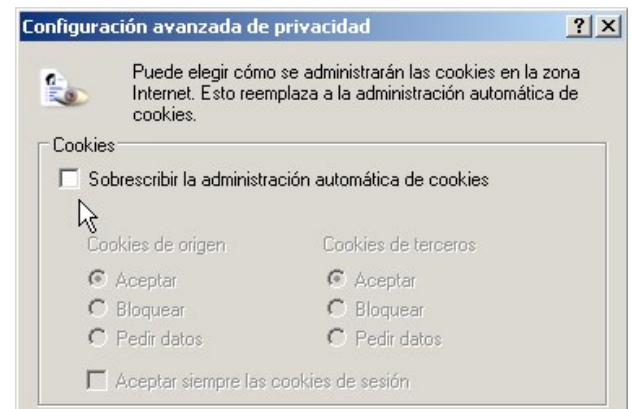 Configuración avanzada de privacidad
Puede elegir cómo se administrarán las cookies en la zona
Internet. Esto reemplaza a la administración automática de
cookies.
Cookies
Sobrescribir la administración automática de cookies
Cookies de origen Cookies de terceros
Aceptar Aceptar
Bloquear Bloquear
Pedir datos Pedir datos
Aceptar siempre las cookies de sesión